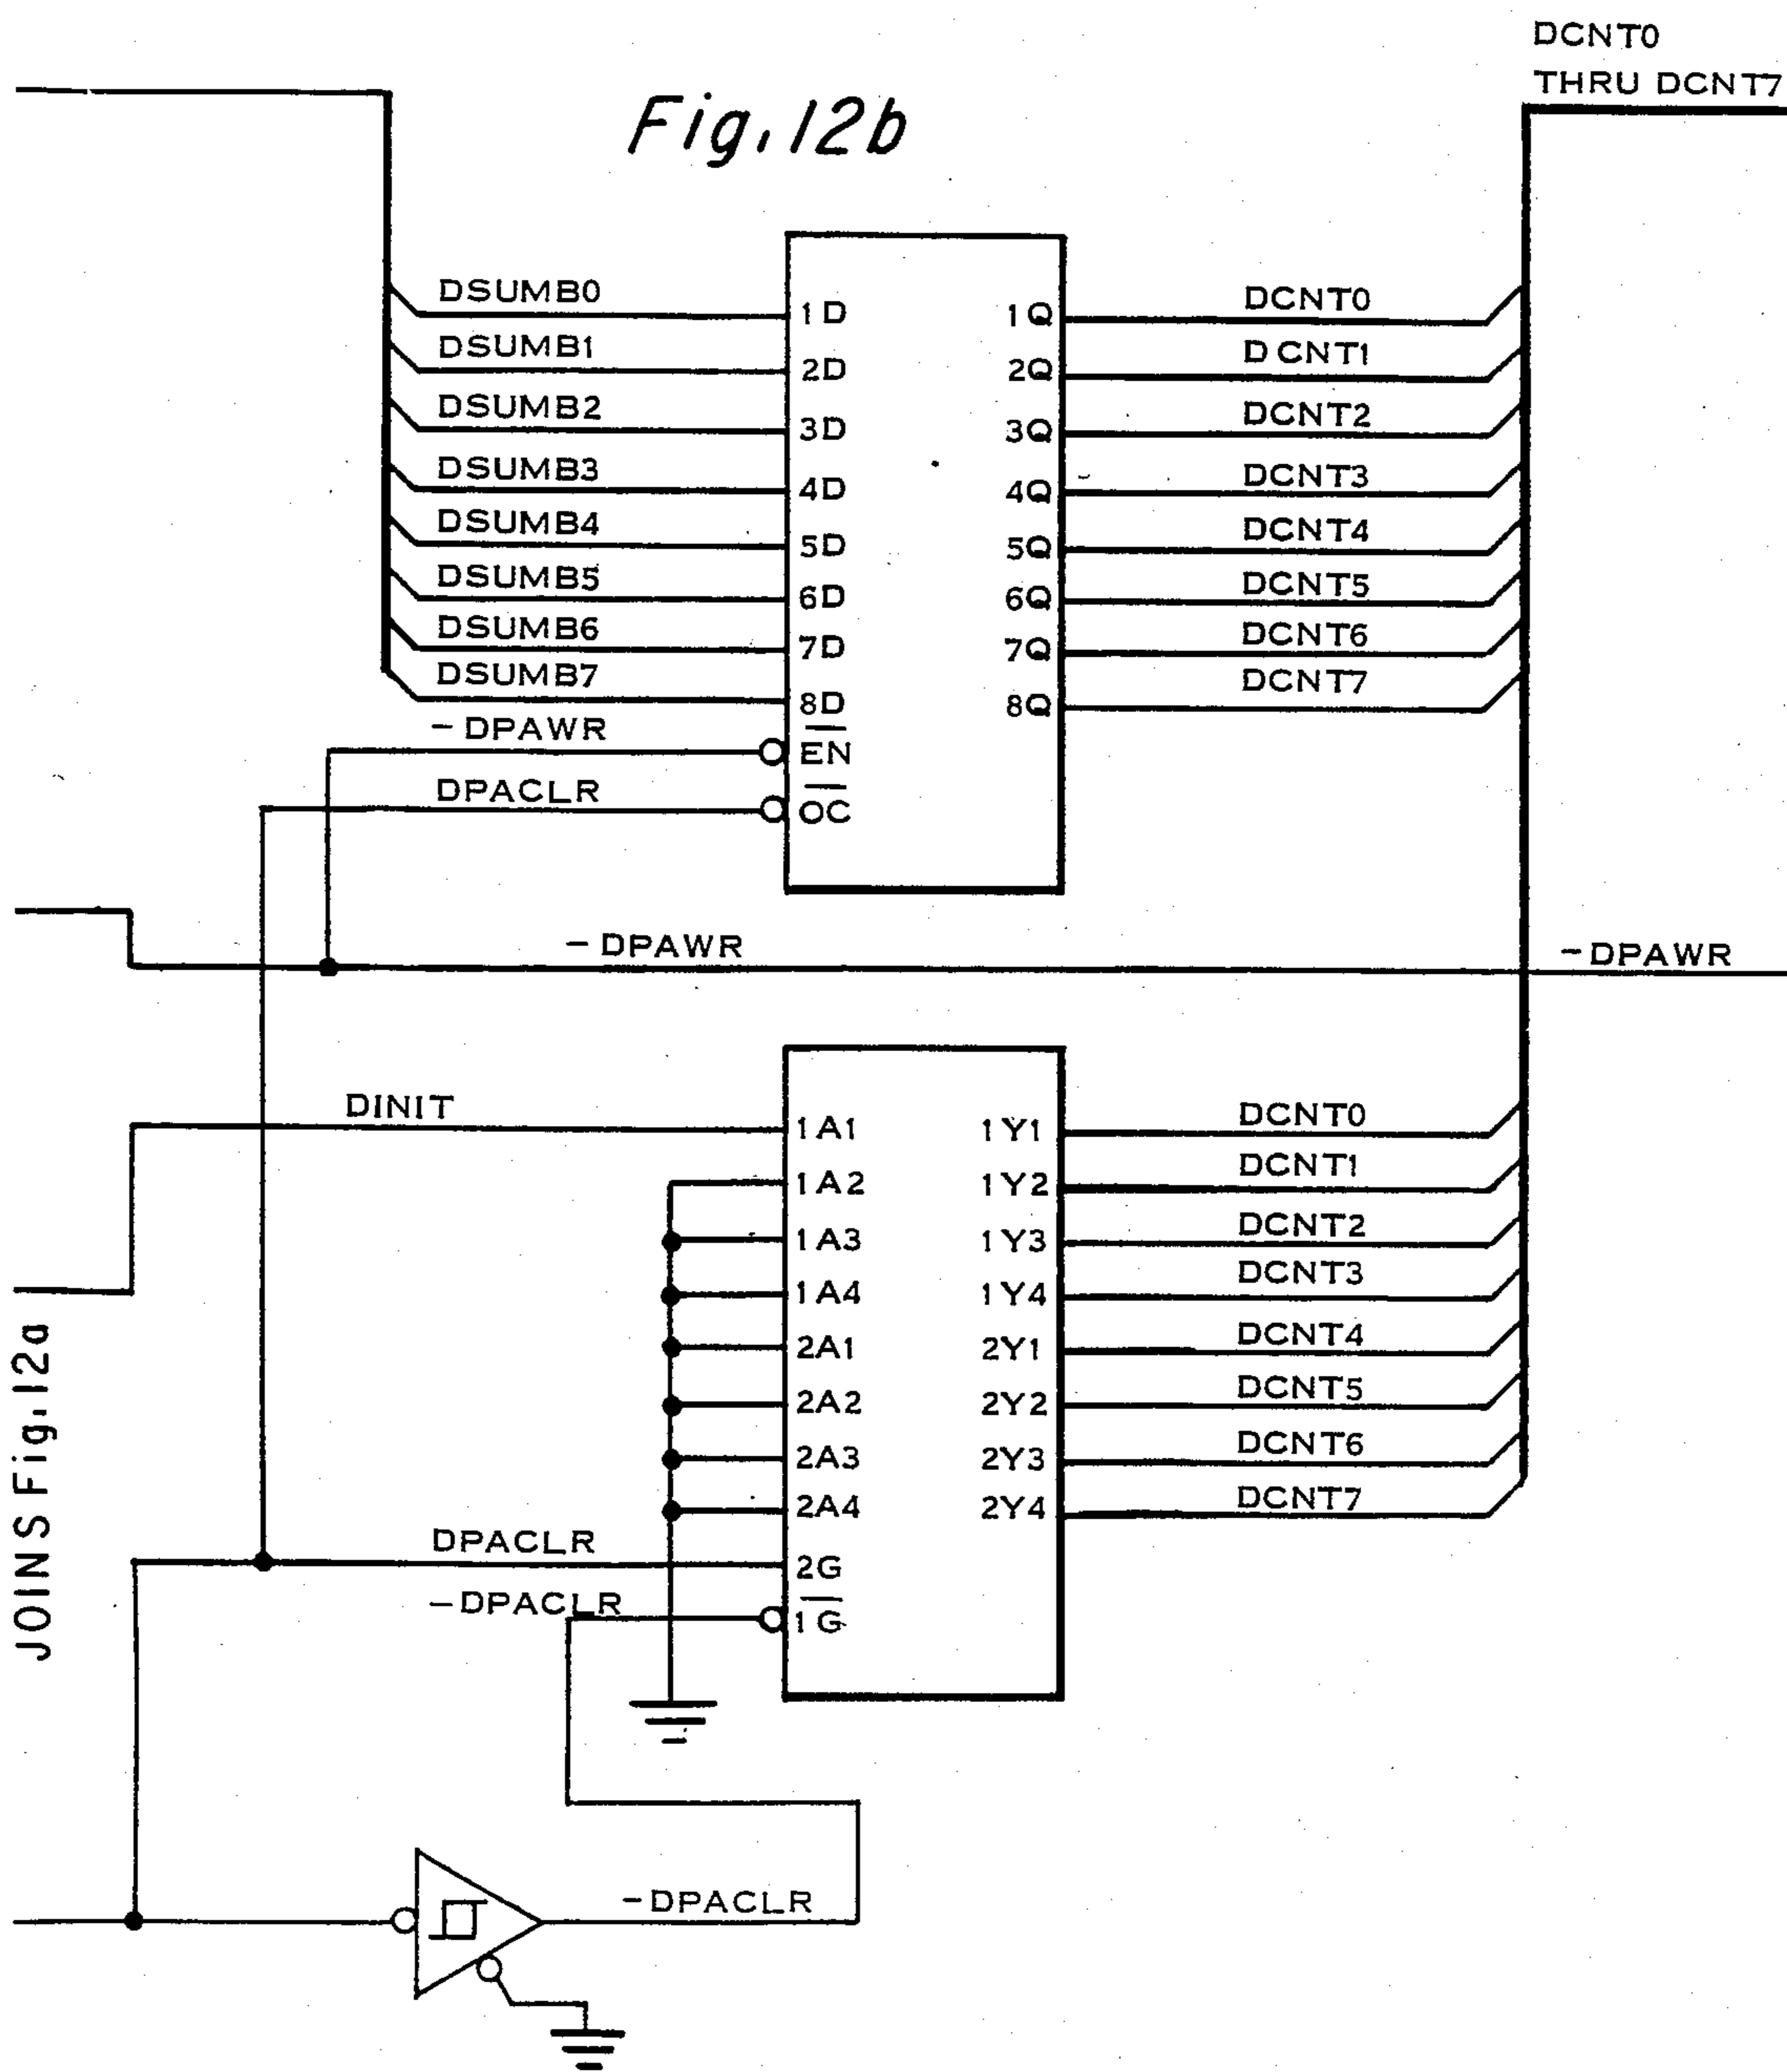 DCNT0
THRU DCNT7
Fig. 12b
DSUMB0
1D
1Q
DCNT0
DSUMB1
2D
2Q
DCNT1
DSUMB2
3D
3Q
DCNT2
DSUMB3
4D
4Q
DCNT3
DSUMB4
5D
5Q
DCNT4
DSUMB5
6D
6Q
DCNT5
DSUMB6
7D
7Q
DCNT6
DSUMB7
8D
8Q
DCNT7
-DPAWR
EN
DPACLR
OC
-DPAWR
-DPAWR
DINIT
1A1
1Y1
DCNT0
1A2
1Y2
DCNT1
1A3
1Y3
DCNT2
1A4
1Y4
DCNT3
2A1
2Y1
DCNT4
2A2
2Y2
DCNT5
2A3
2Y3
DCNT6
2A4
2Y4
DCNT7
DPACLR
2G
-DPACLR
1G
JOINS Fig. 12a
-DPACLR